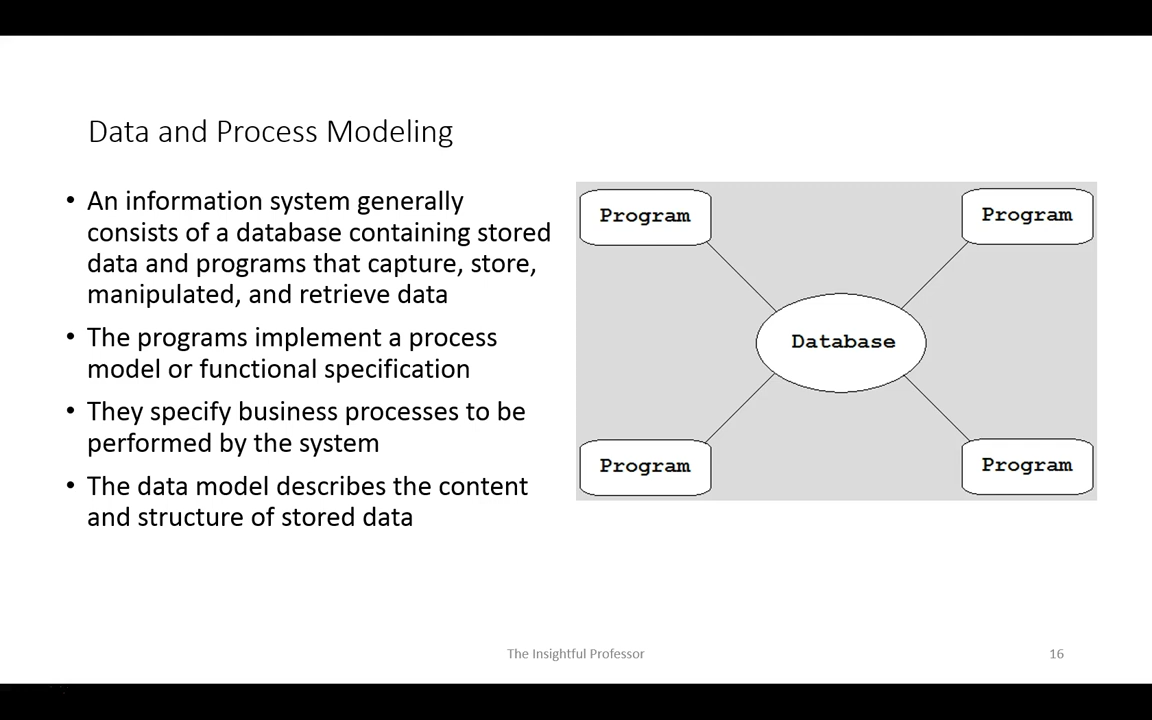 Data and Process Modeling
• An information system generally
consists of a database containing stored
data and programs that capture, store,
manipulated, and retrieve data
• The programs implement a process
model or functional specification
• They specify business processes to be
performed by the system
• The data model describes the content
and structure of stored data
Program
Program
Database
Program
Program
The Insightful Professor
16